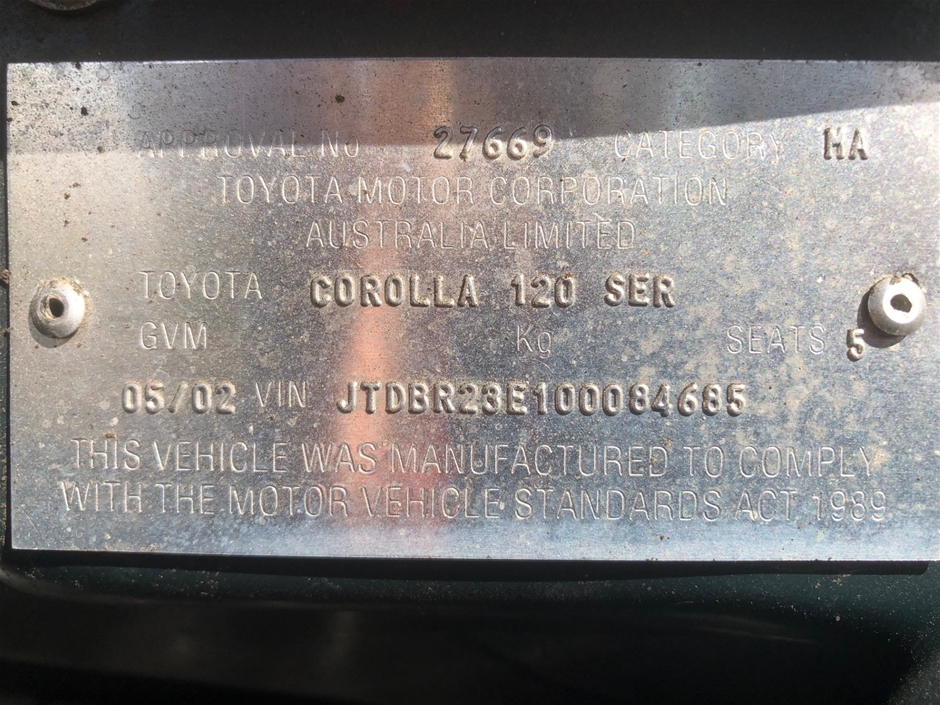 APPROVAL No 27669 CATEGORY MA
TOYOTA MOTOR CORPORATION
AUSTRALIA LIMITED
TOYOTA COROLLA 120 SER
GVM Kg SEATS 5
05/02 VIN JTDBR23E100084685
THIS VEHICLE WAS MANUFACTURED TO COMPLY
WITH THE MOTOR VEHICLE STANDARDS ACT 1989